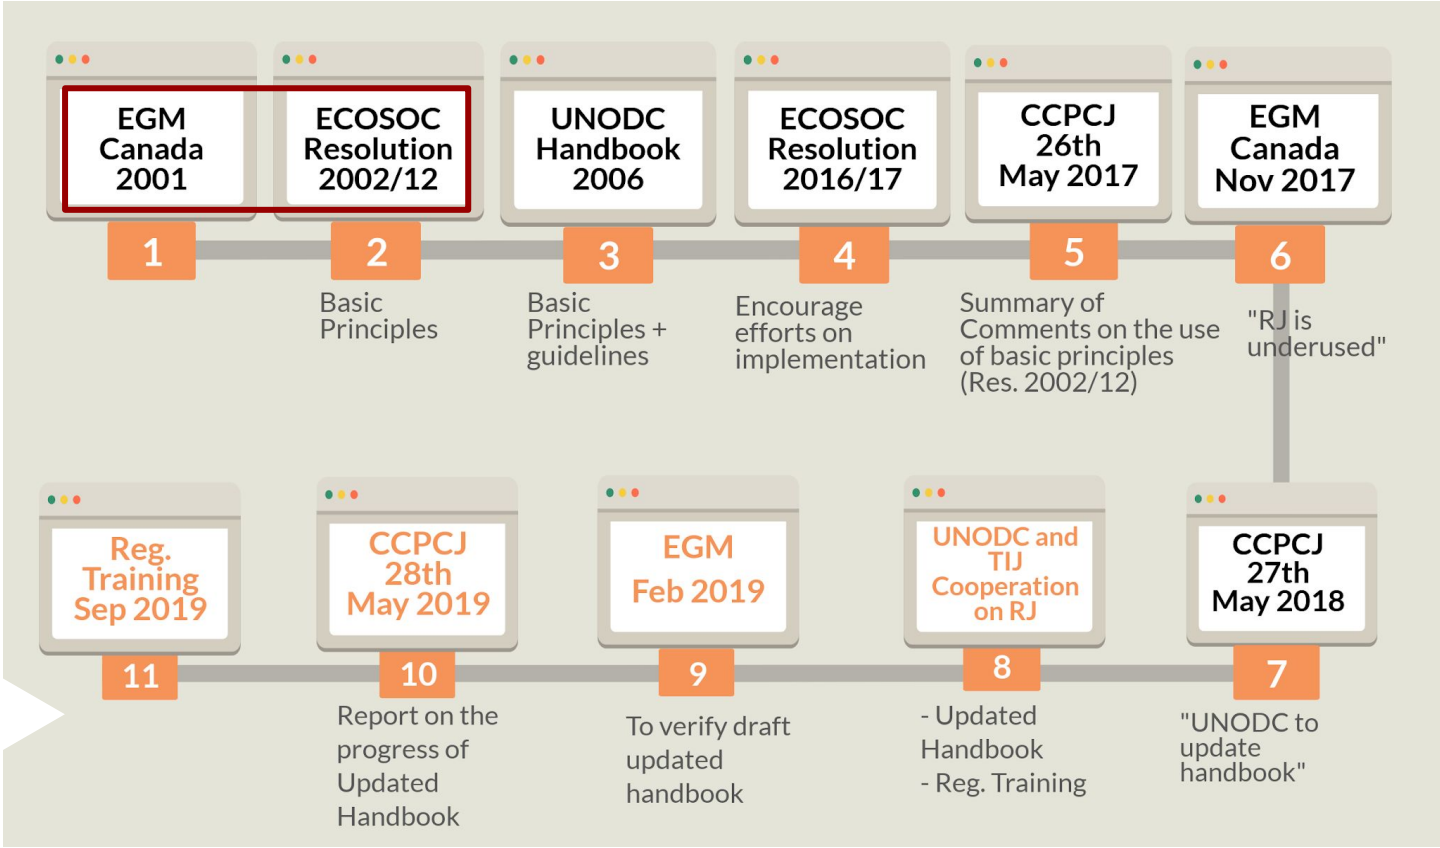 EGM
Canada
2001
1
ECOSOC
Resolution
2002/12
2
Basic
Principles
UNODC
Handbook
2006
3
Basic
Principles +
guidelines
ECOSOC
Resolution
2016/17
4
Encourage
efforts on
implementation
CCPCJ
26th
May 2017
5
Summary of
Comments on the use
of basic principles
(Res. 2002/12)
EGM
Canada
Nov 2017
6
"RJ is
underused"
CCPCJ
27th
May 2018
7
"UNODC to
update
handbook"
UNODC and
TIJ
Cooperation
on RJ
8
- Updated
Handbook
- Reg. Training
EGM
Feb 2019
9
To verify draft
updated
handbook
CCPCJ
28th
May 2019
10
Report on the
progress of
Updated
Handbook
Reg.
Training
Sep 2019
11